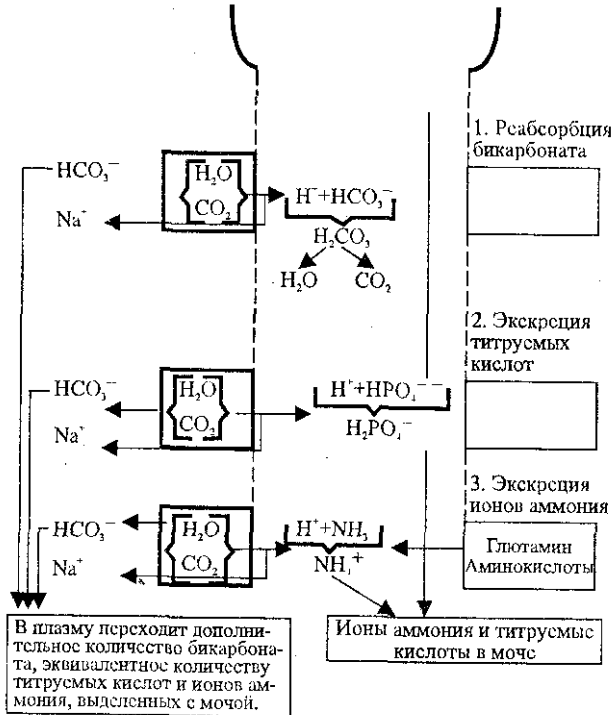 1. Реабсорбция
бикарбоната
HCO₃⁻
H₂O
CO₂
Na⁺
H⁻+HCO₃⁻
H₂CO₃
H₂O
CO₂
2. Экскреция
титруемых
кислот
HCO₃⁻
H₂O
CO₂
Na⁺
H⁺+HPO₄⁻⁻
H₂PO₄⁻
3. Экскреция
ионов аммония
HCO₃⁻
H₂O
CO₂
Na⁺
H⁺+NH₃
NH₄⁺
Глютамин
Аминокислоты
В плазму переходит дополни-
тельное количество бикарбона-
та, эквивалентное количеству
титруемых кислот и ионов ам-
мония, выделенных с мочой.
Ионы аммония и титруемые
кислоты в моче